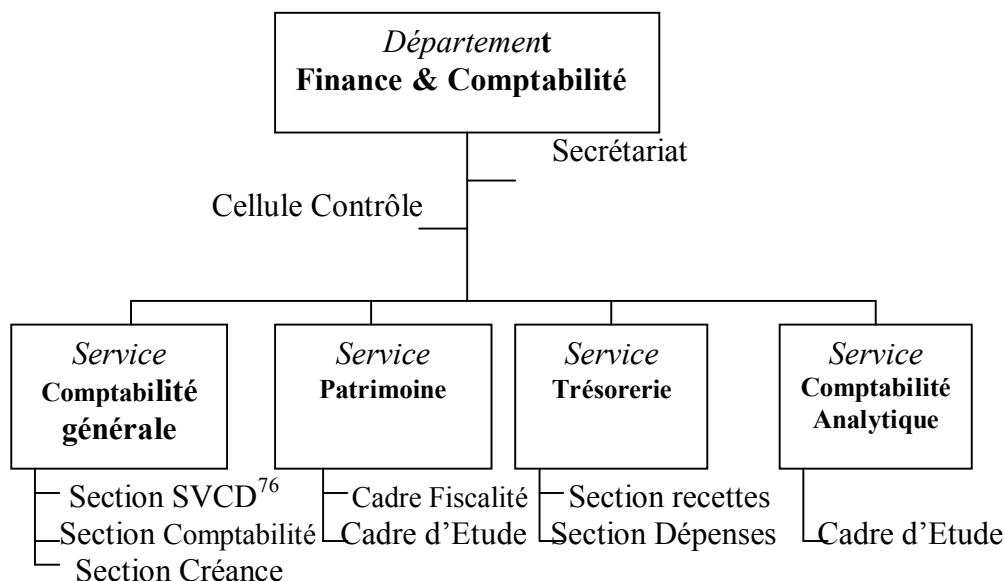 Département
Finance & Comptabilité
Secrétariat
Cellule Contrôle
Service
Comptabilité
générale
Service
Patrimoine
Service
Trésorerie
Service
Comptabilité
Analytique
Section SVCD76
Section Comptabilité
Section Créance
Cadre Fiscalité
Cadre d’Etude
Section recettes
Section Dépenses
Cadre d’Etude